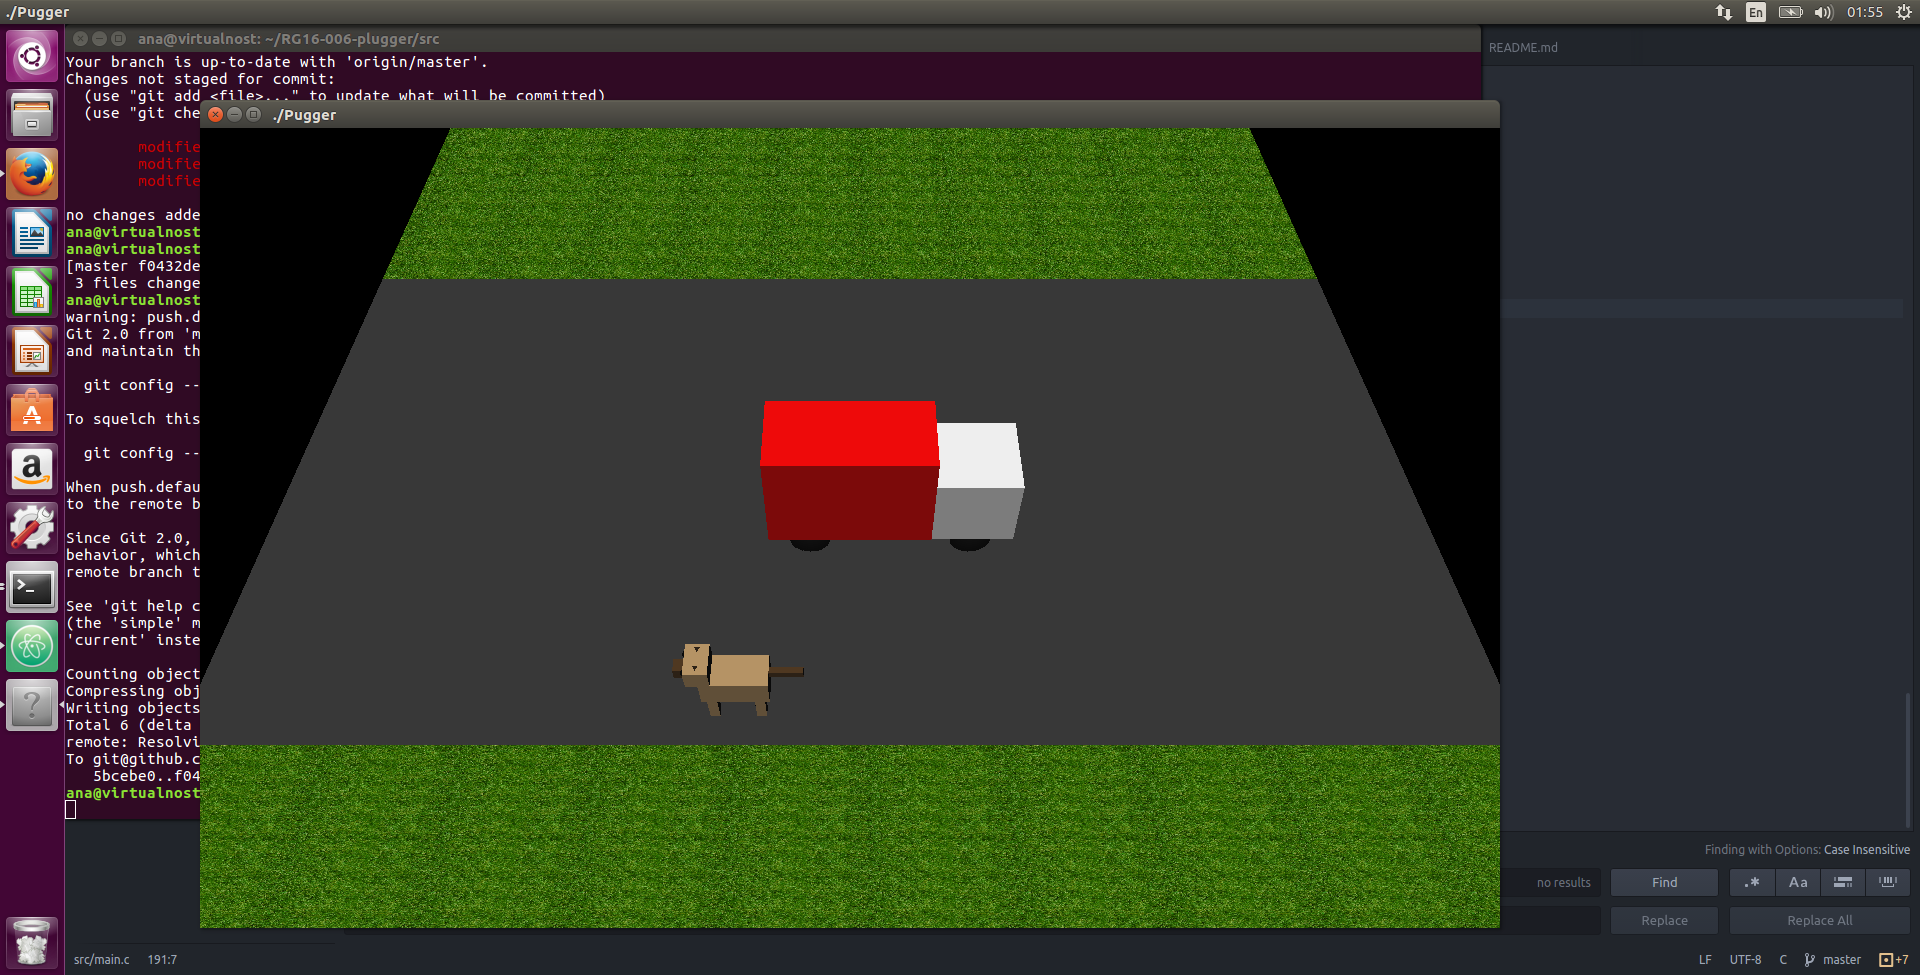 ./Pugger
En
01:55
ana@virtualnost: ~/RG16-006-plugger/src
README.md
Your branch is up-to-date with 'origin/master'.
Changes not staged for commit:
(use "git add <file>..." to update what will be committed)
(use "git che
./Pugger
modifie
modifie
modifie
no changes adde
ana@virtualnost
ana@virtualnost
[master f0432de
3 files change
ana@virtualnost
warning: push.d
Git 2.0 from 'm
and maintain th
git config --
To squelch this
git config --
When push.defau
to the remote b
Since Git 2.0,
behavior, which
remote branch t
See 'git help c
(the 'simple' m
'current' inste
Counting object
Compressing obj
Writing objects
Total 6 (delta
remote: Resolvi
To git@github.c
5bcebe0..f04
ana@virtualnost
Finding with Options: Case Insensitive
no results
Find
.*
Aa
Replace
Replace All
src/main.c 191:7
LF UTF-8 C master +7